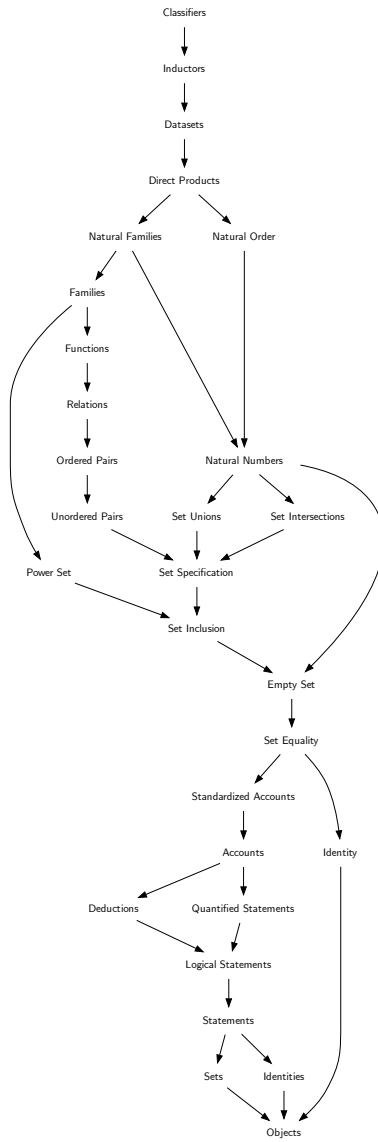 Classifiers
Inductors
Datasets
Direct Products
Natural Families
Natural Order
Families
Functions
Relations
Ordered Pairs
Natural Numbers
Unordered Pairs
Set Unions
Set Intersections
Power Set
Set Specification
Set Inclusion
Empty Set
Set Equality
Standardized Accounts
Accounts
Identity
Deductions
Quantified Statements
Logical Statements
Statements
Sets
Identities
Objects